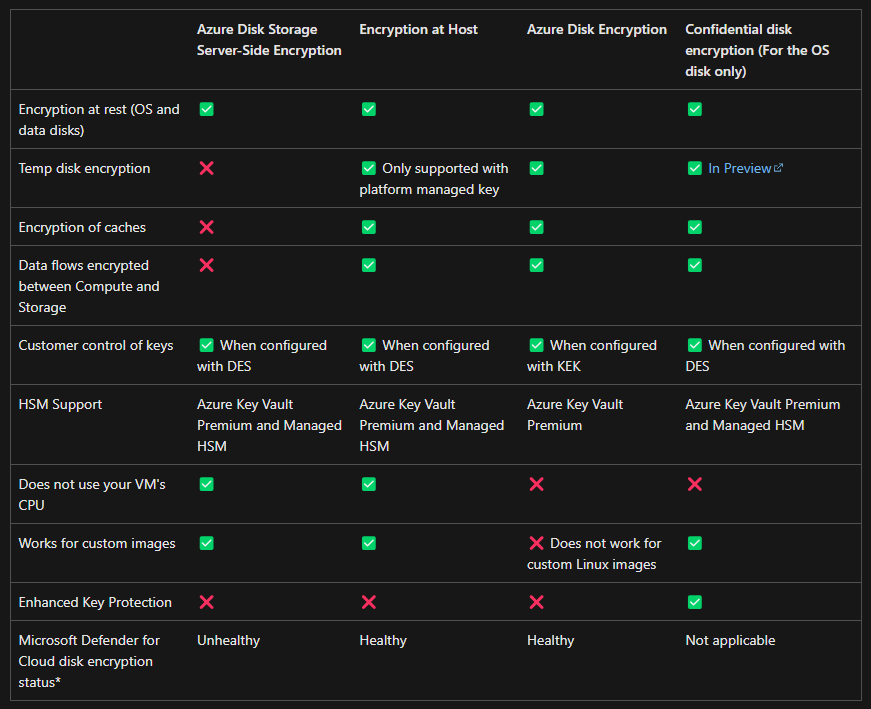 Azure Disk Storage
Server-Side Encryption
Encryption at Host
Azure Disk Encryption
Confidential disk
encryption (For the OS
disk only)
Encryption at rest (OS and
data disks)
✅
✅
✅
✅
Temp disk encryption
❌
✅ Only supported with
platform managed key
✅
✅ In Preview
Encryption of caches
❌
✅
✅
✅
Data flows encrypted
between Compute and
Storage
❌
✅
✅
✅
Customer control of keys
✅ When configured
with DES
✅ When configured
with DES
✅ When configured
with KEK
✅ When configured with
DES
HSM Support
Azure Key Vault
Premium and Managed
HSM
Azure Key Vault
Premium and Managed
HSM
Azure Key Vault
Premium
Azure Key Vault Premium
and Managed HSM
Does not use your VM's
CPU
✅
✅
❌
❌
Works for custom images
✅
✅
❌ Does not work for
custom Linux images
✅
Enhanced Key Protection
❌
❌
❌
✅
Microsoft Defender for
Cloud disk encryption
status*
Unhealthy
Healthy
Healthy
Not applicable